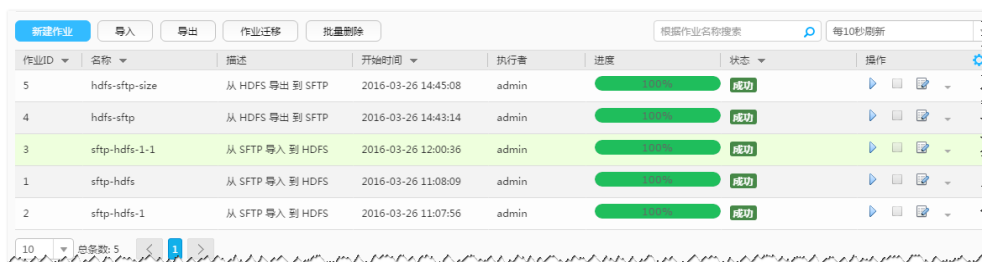 新建作业 导入 导出 作业迁移 批量删除 根据作业名称搜索 每10秒刷新
作业ID 名称 描述 开始时间 执行者 进度 状态 操作
5 hdfs-sftp-size 从 HDFS 导出 到 SFTP 2016-03-26 14:45:08 admin 100% 成功
4 hdfs-sftp 从 HDFS 导出 到 SFTP 2016-03-26 14:43:14 admin 100% 成功
3 sftp-hdfs-1-1 从 SFTP 导入 到 HDFS 2016-03-26 12:00:36 admin 100% 成功
1 sftp-hdfs 从 SFTP 导入 到 HDFS 2016-03-26 11:08:09 admin 100% 成功
2 sftp-hdfs-1 从 SFTP 导入 到 HDFS 2016-03-26 11:07:56 admin 100% 成功
10 总条数: 5 1